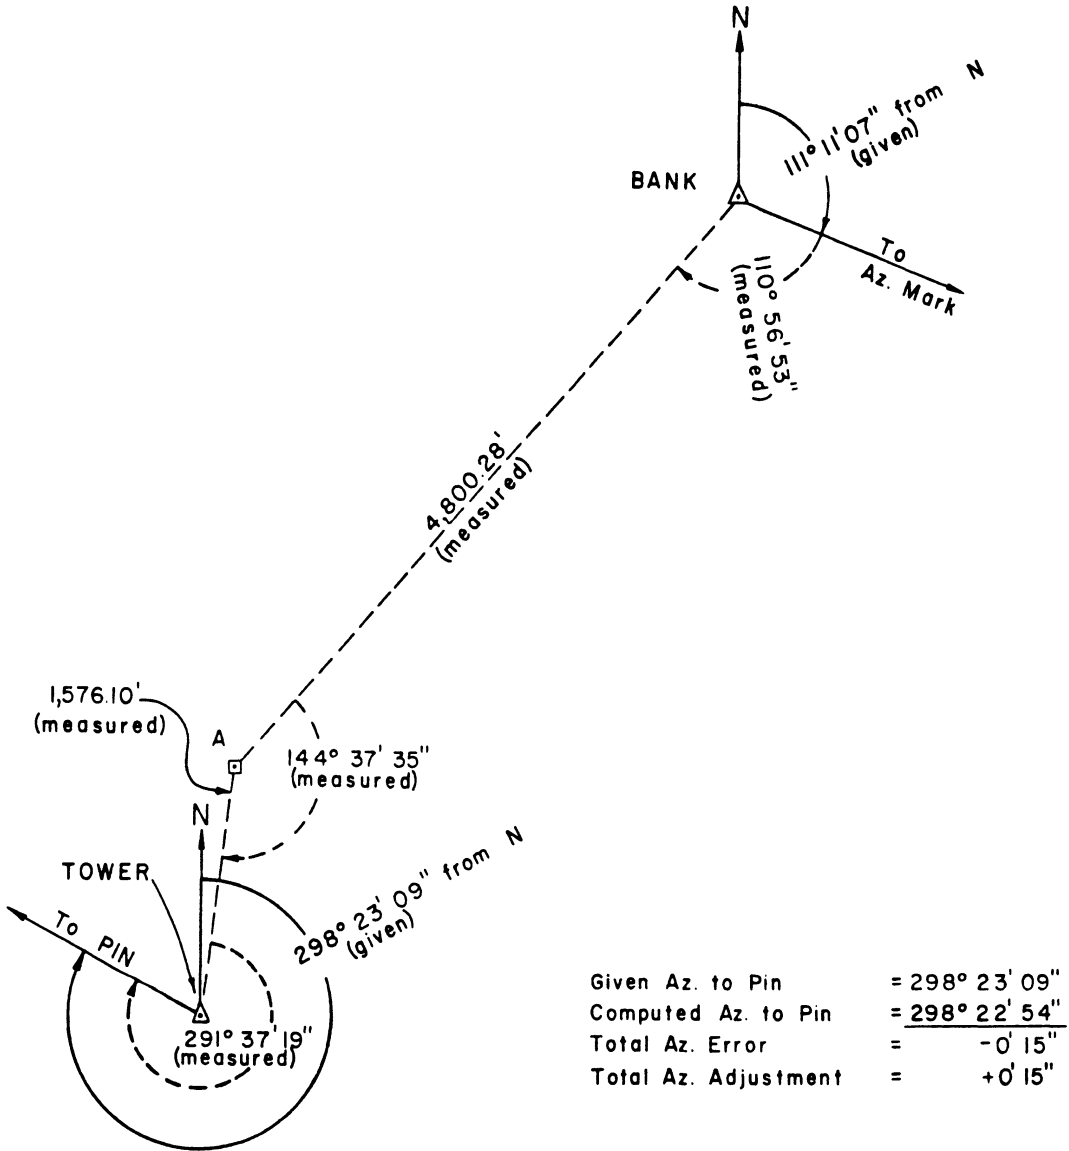 N
111° 11' 07" from N
(given)
BANK
To
Az. Mark
110° 56' 53"
(measured)
4,800.28'
(measured)
1,576.10'
(measured)
A
144° 37' 35"
(measured)
N
TOWER
298° 23' 09" from N
(given)
To PIN
291° 37' 19"
(measured)
Given Az. to Pin = 298° 23' 09"
Computed Az. to Pin = 298° 22' 54"
Total Az. Error = -0' 15"
Total Az. Adjustment = +0' 15"